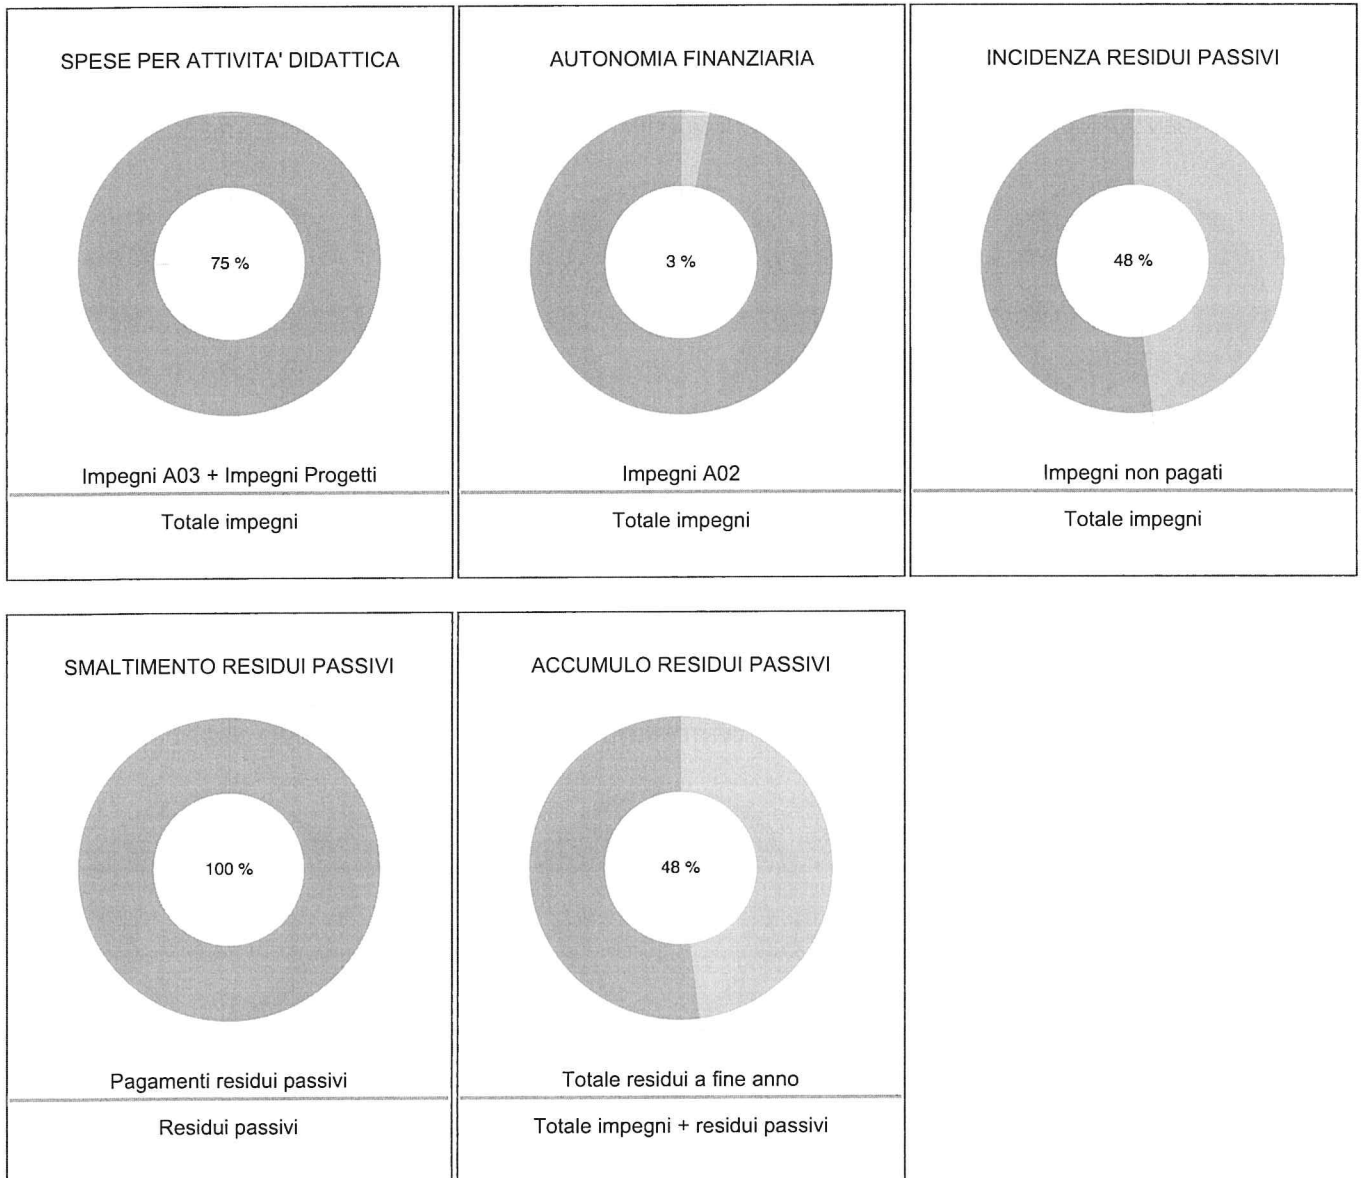 SPESE PER ATTIVITA' DIDATTICA
75 %
Impegni A03 + Impegni Progetti
Totale impegni
AUTONOMIA FINANZIARIA
3 %
Impegni A02
Totale impegni
INCIDENZA RESIDUI PASSIVI
48 %
Impegni non pagati
Totale impegni
SMALTIMENTO RESIDUI PASSIVI
100 %
Pagamenti residui passivi
Residui passivi
ACCUMULO RESIDUI PASSIVI
48 %
Totale residui a fine anno
Totale impegni + residui passivi